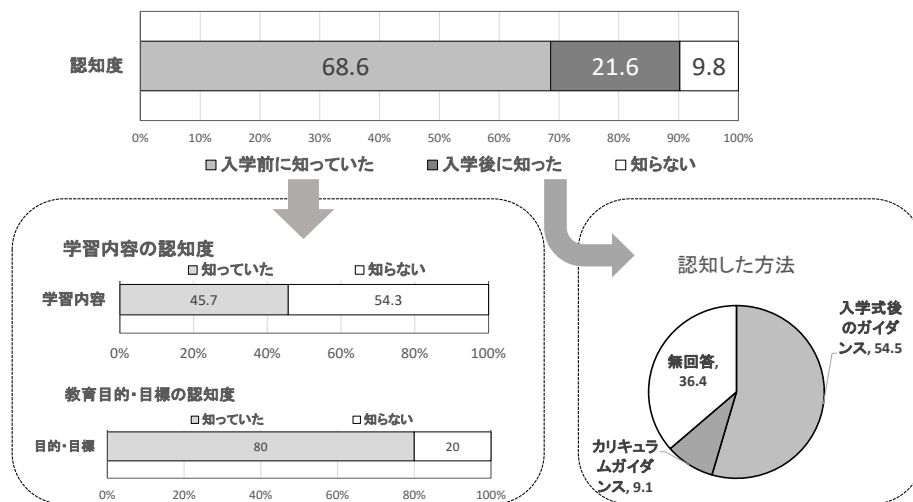 認知度
68.6 21.6 9.8
0% 10% 20% 30% 40% 50% 60% 70% 80% 90% 100%
入学前に知っていた 入学後に知った 知らない
学習内容の認知度
知っていた 知らない
学習内容 45.7 54.3
0% 20% 40% 60% 80% 100%
教育目的・目標の認知度
知っていた 知らない
目的・目標 80 20
0% 20% 40% 60% 80% 100%
認知した方法
入学式後
のガイダ
ンス, 54.5
無回答,
36.4
カリキュラ
ムガイダ
ンス, 9.1